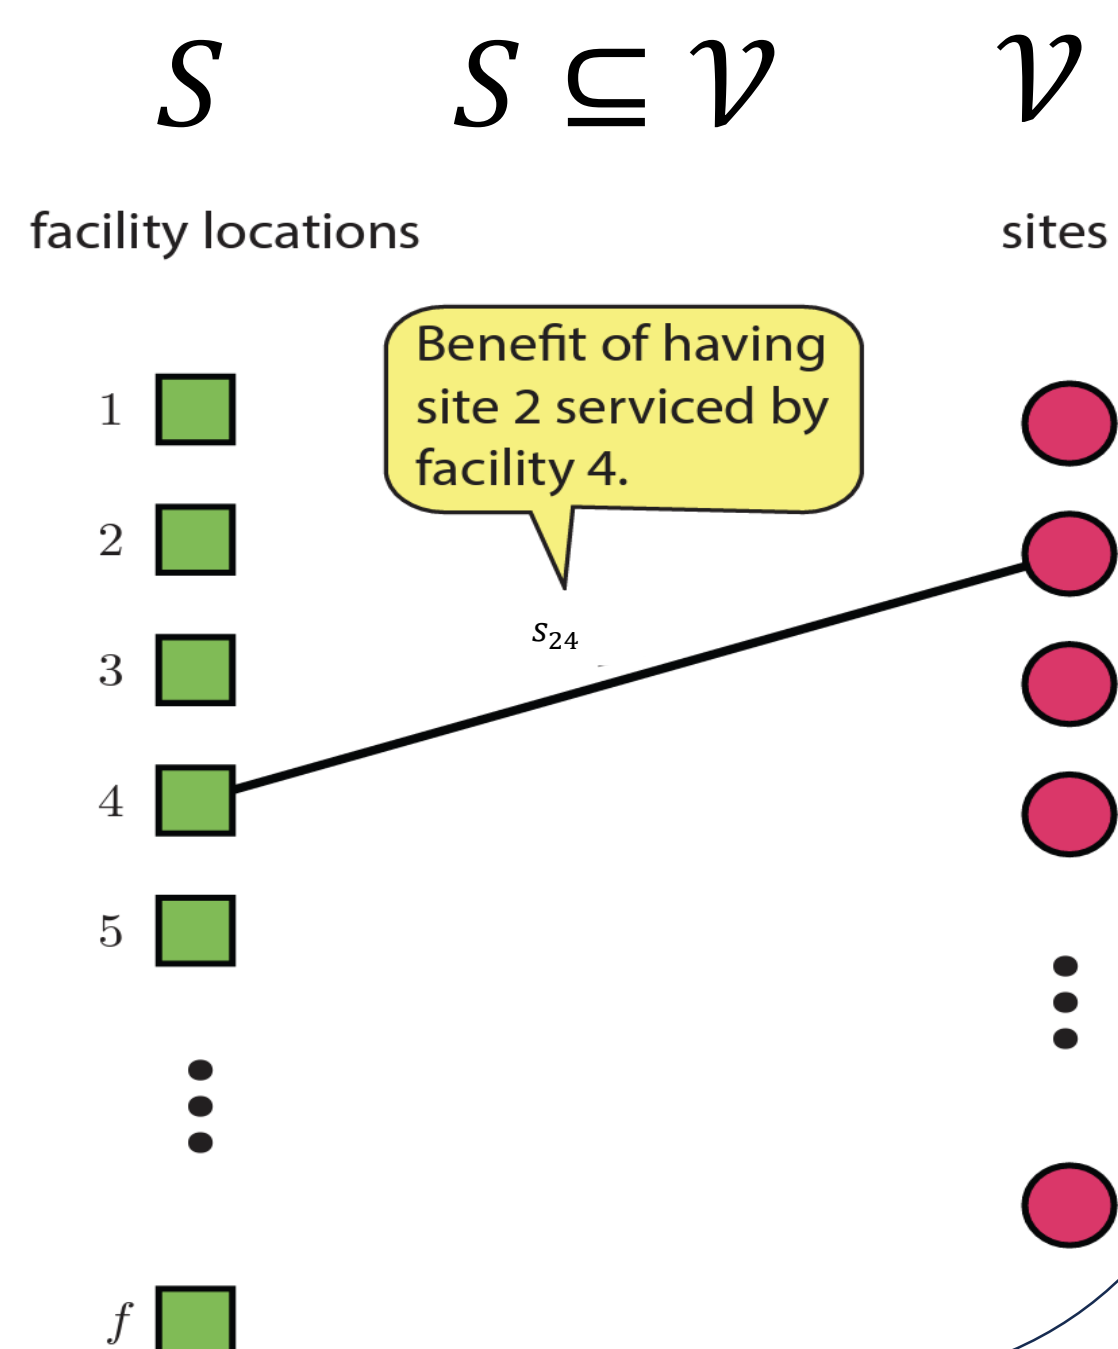 S S ⊆ 𝒱 𝒱
facility locations sites
Benefit of having
site 2 serviced by
facility 4.
1
2
s₂₄
3
4
5
f